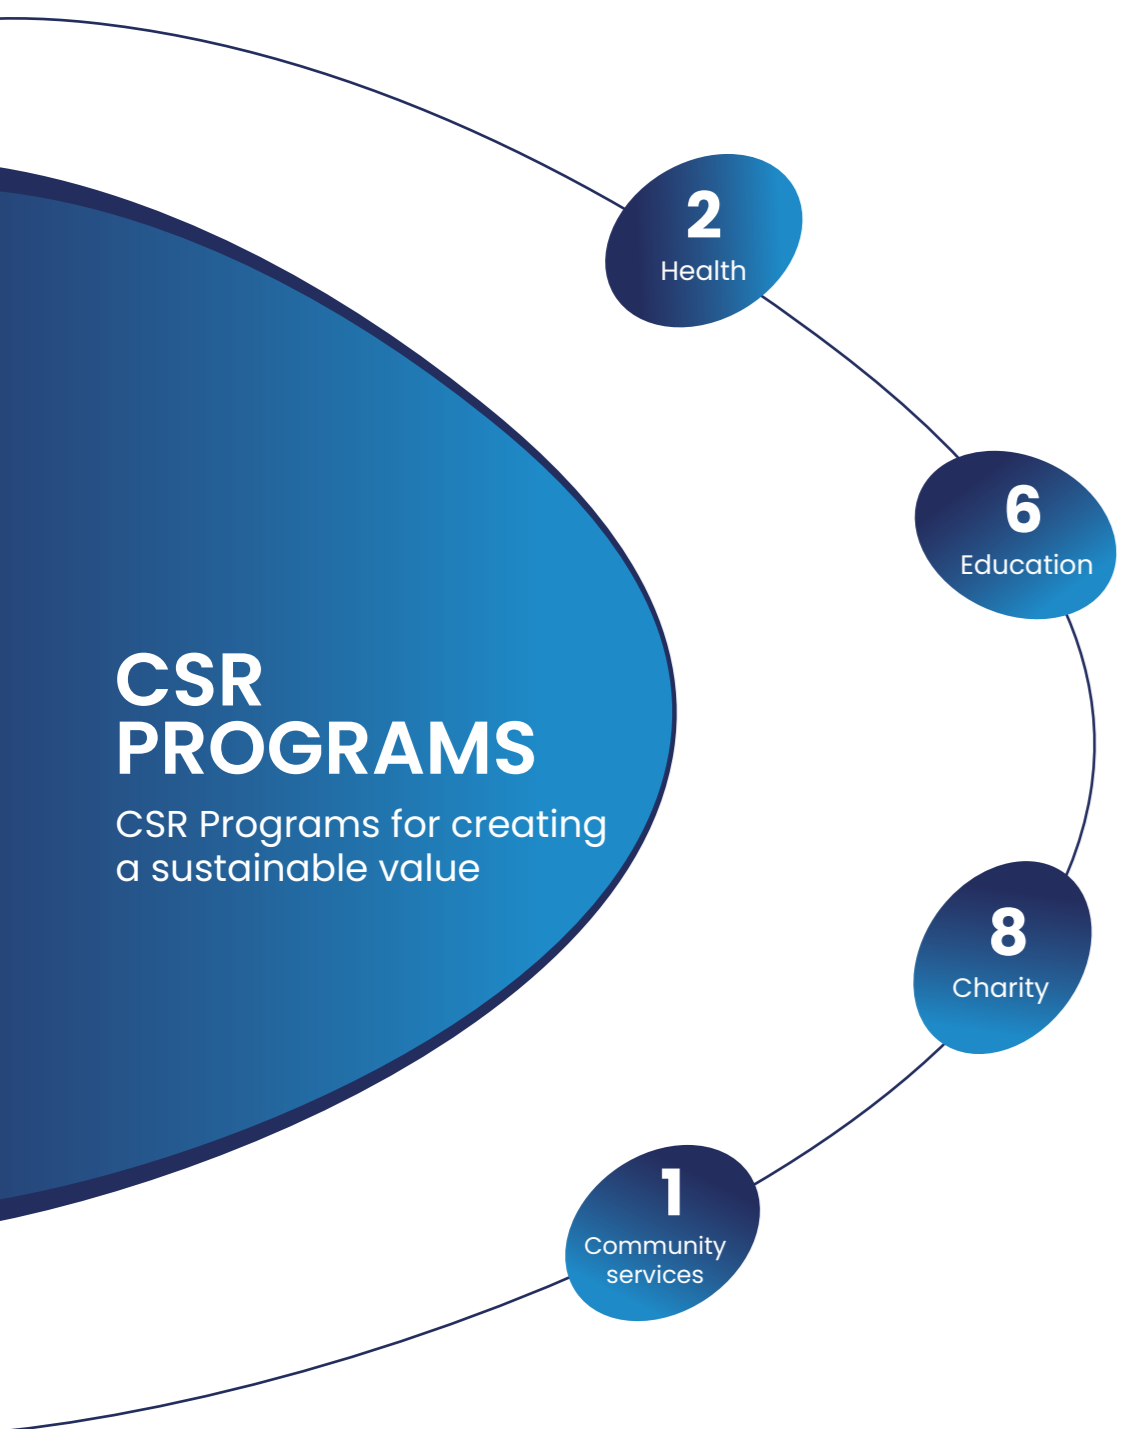 2
Health
6
Education
CSR
PROGRAMS
CSR Programs for creating
a sustainable value
8
Charity
1
Community
services